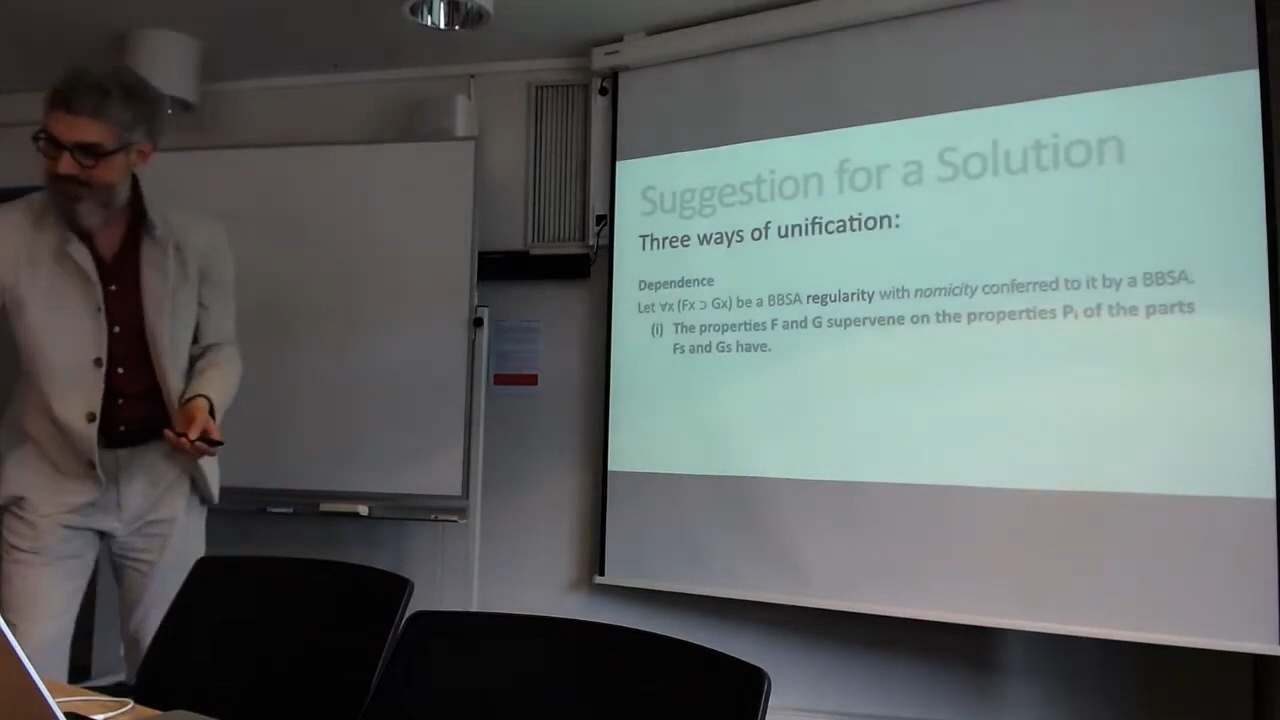 Suggestion for a Solution
Three ways of unification:
Dependence
Let ∀x (Fx ⊃ Gx) be a BBSA regularity with nomicity conferred to it by a BBSA.
(i) The properties F and G supervene on the properties Pᵢ of the parts
Fs and Gs have.